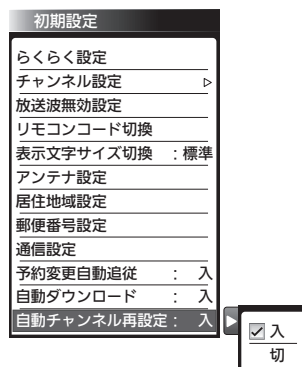 初期設定
らくらく設定
チャンネル設定
放送波無効設定
リモコンコード切換
表示文字サイズ切換 : 標準
アンテナ設定
居住地域設定
郵便番号設定
通信設定
予約変更自動追従 : 入
自動ダウンロード : 入
自動チャンネル再設定 : 入
入
切